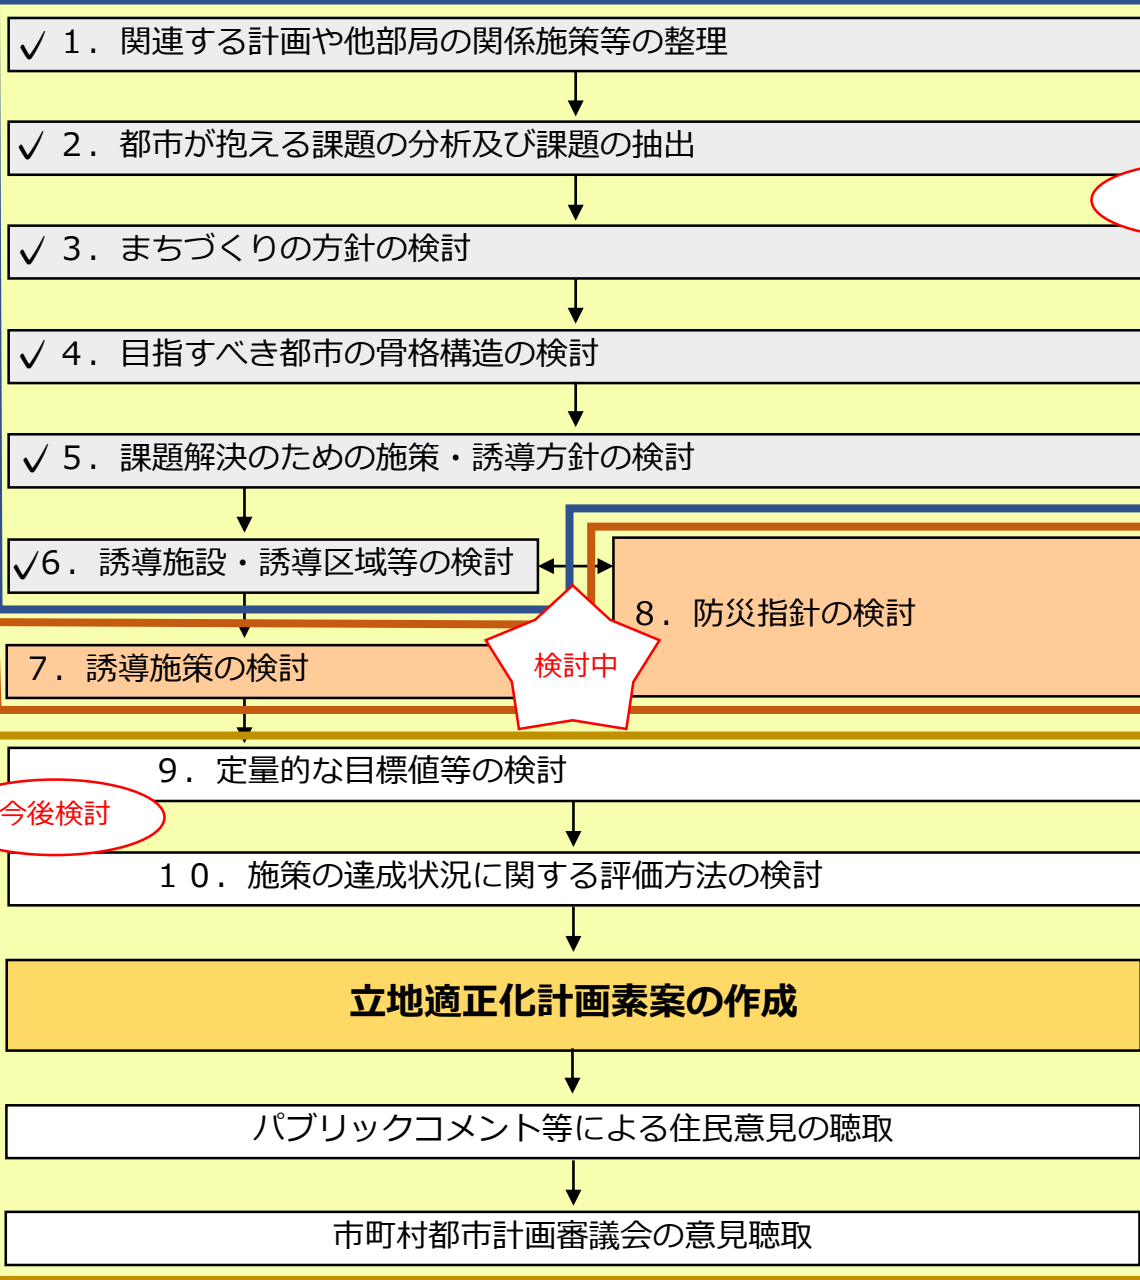 ✓ 1．関連する計画や他部局の関係施策等の整理
✓ 2．都市が抱える課題の分析及び課題の抽出
✓ 3．まちづくりの方針の検討
✓ 4．目指すべき都市の骨格構造の検討
✓ 5．課題解決のための施策・誘導方針の検討
✓6．誘導施設・誘導区域等の検討
8．防災指針の検討
7．誘導施策の検討
検討中
9．定量的な目標値等の検討
今後検討
１０．施策の達成状況に関する評価方法の検討
立地適正化計画素案の作成
パブリックコメント等による住民意見の聴取
市町村都市計画審議会の意見聴取